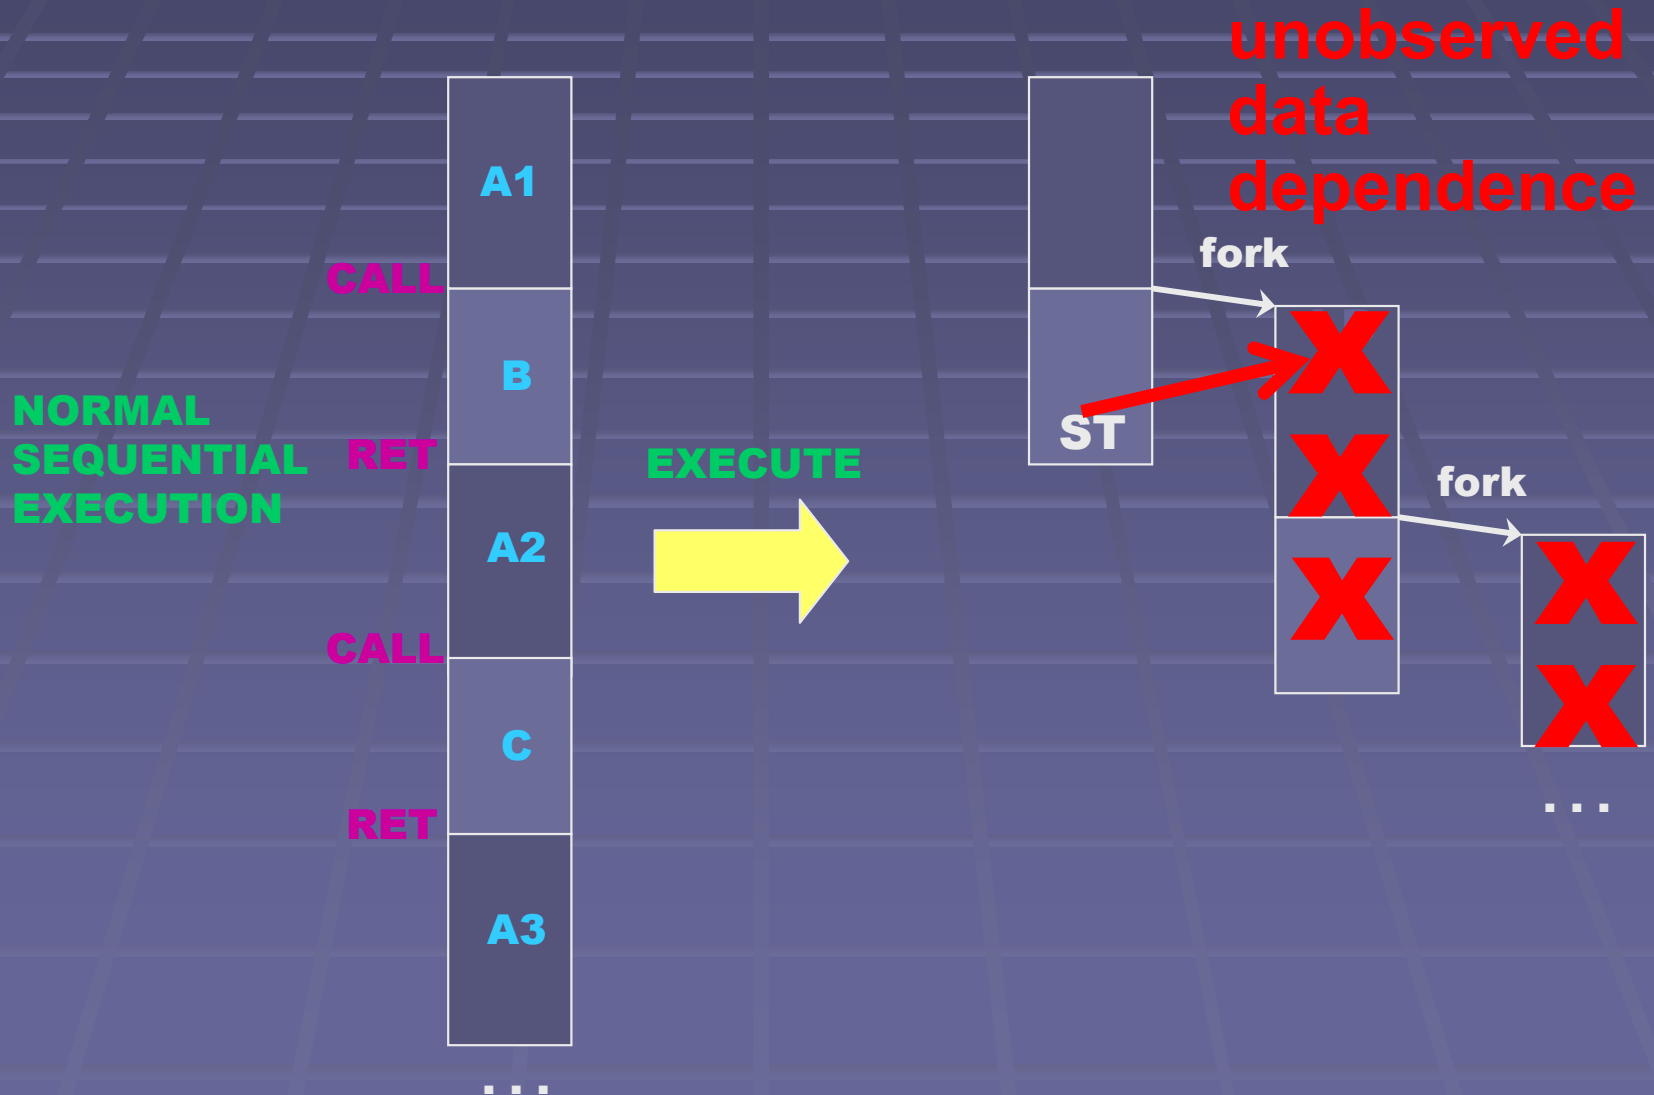 unobserved
data
dependence
A1
fork
CALL
B
NORMAL
SEQUENTIAL
EXECUTION
RET
ST
EXECUTE
X
X
fork
A2
X
X
CALL
X
C
RET
...
A3
...